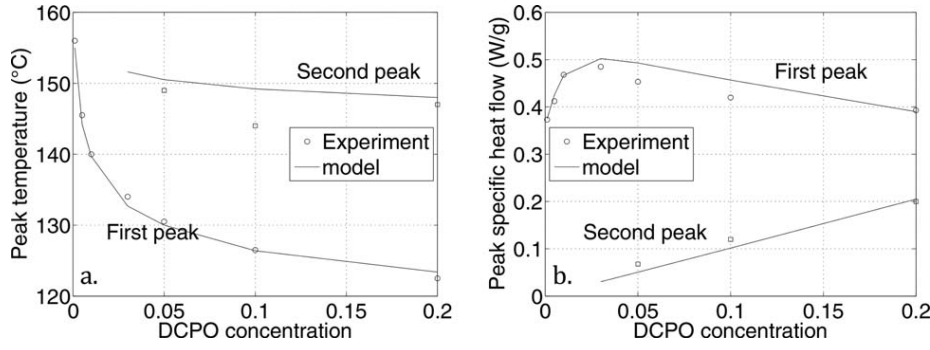 160
150
140
130
120
Peak temperature (°C)
Second peak
Experiment
model
First peak
a.
0
0.05
0.1
0.15
0.2
DCPO concentration
0.6
0.5
0.4
0.3
0.2
0.1
0
Peak specific heat flow (W/g)
First peak
Experiment
model
Second peak
b.
0
0.05
0.1
0.15
0.2
DCPO concentration